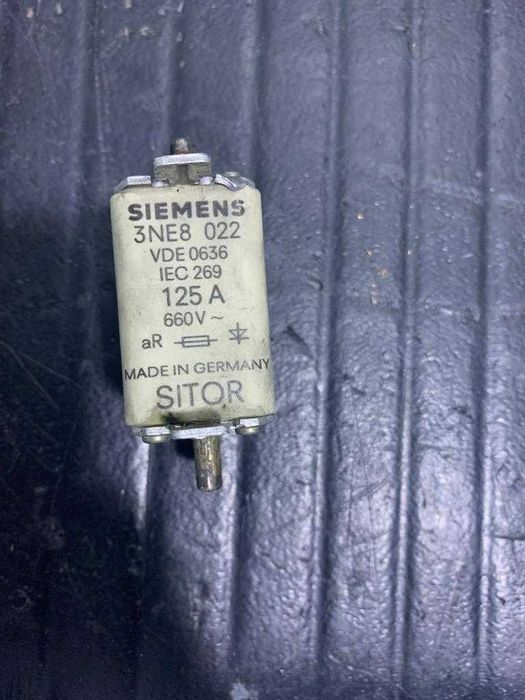 SIEMENS
3NE8 022
VDE 0636
IEC 269
125 A
660V ~
aR
MADE IN GERMANY
SITOR